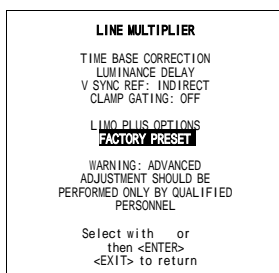 LINE MULTIPLIER
TIME BASE CORRECTION
LUMINANCE DELAY
V SYNC REF: INDIRECT
CLAMP GATING: OFF
LIMO PLUS OPTIONS
FACTORY PRESET
WARNING: ADVANCED
ADJUSTMENT SHOULD BE
PERFORMED ONLY BY QUALIFIED
PERSONNEL
Select with or
then <ENTER>
<EXIT> to return